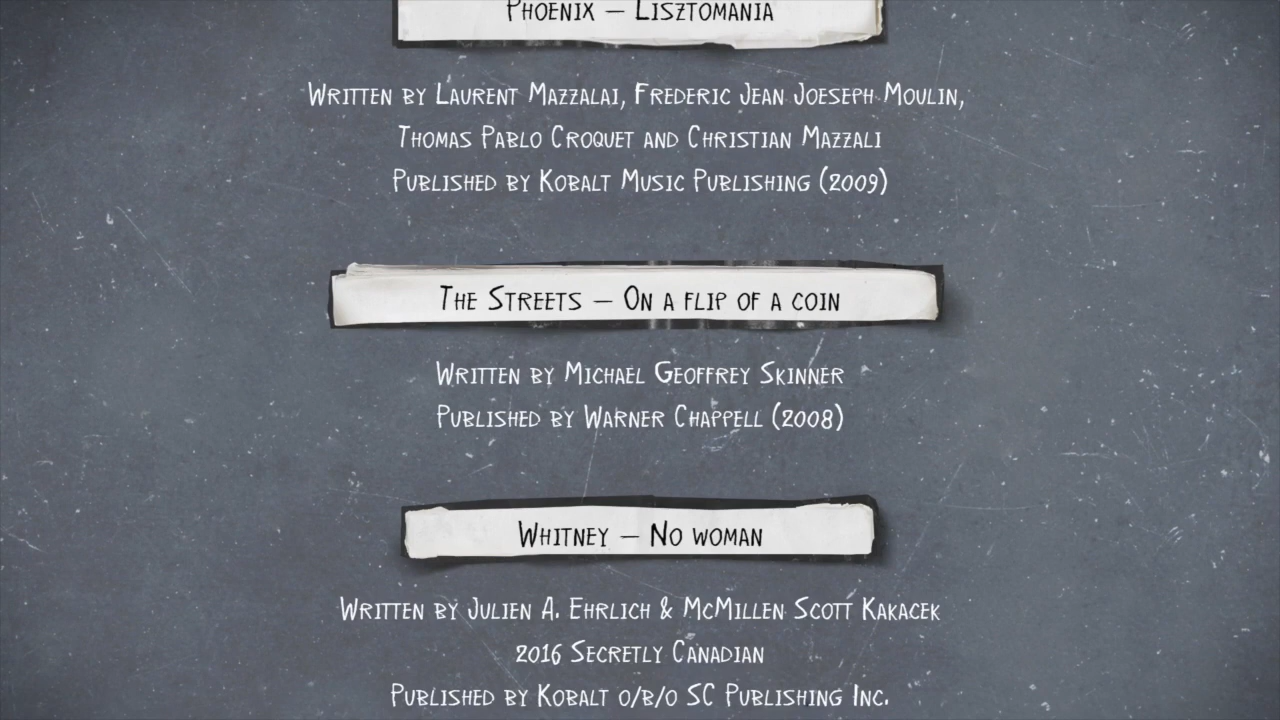 Phoenix – Lisztomania
Written by Laurent Mazzalai, Frederic Jean Joeseph Moulin,
Thomas Pablo Croquet and Christian Mazzali
Published by Kobalt Music Publishing (2009)
The Streets – On a flip of a coin
Written by Michael Geoffrey Skinner
Published by Warner Chappell (2008)
Whitney – No woman
Written by Julien A. Ehrlich & McMillen Scott Kakacek
2016 Secretly Canadian
Published by Kobalt o/b/o SC Publishing Inc.